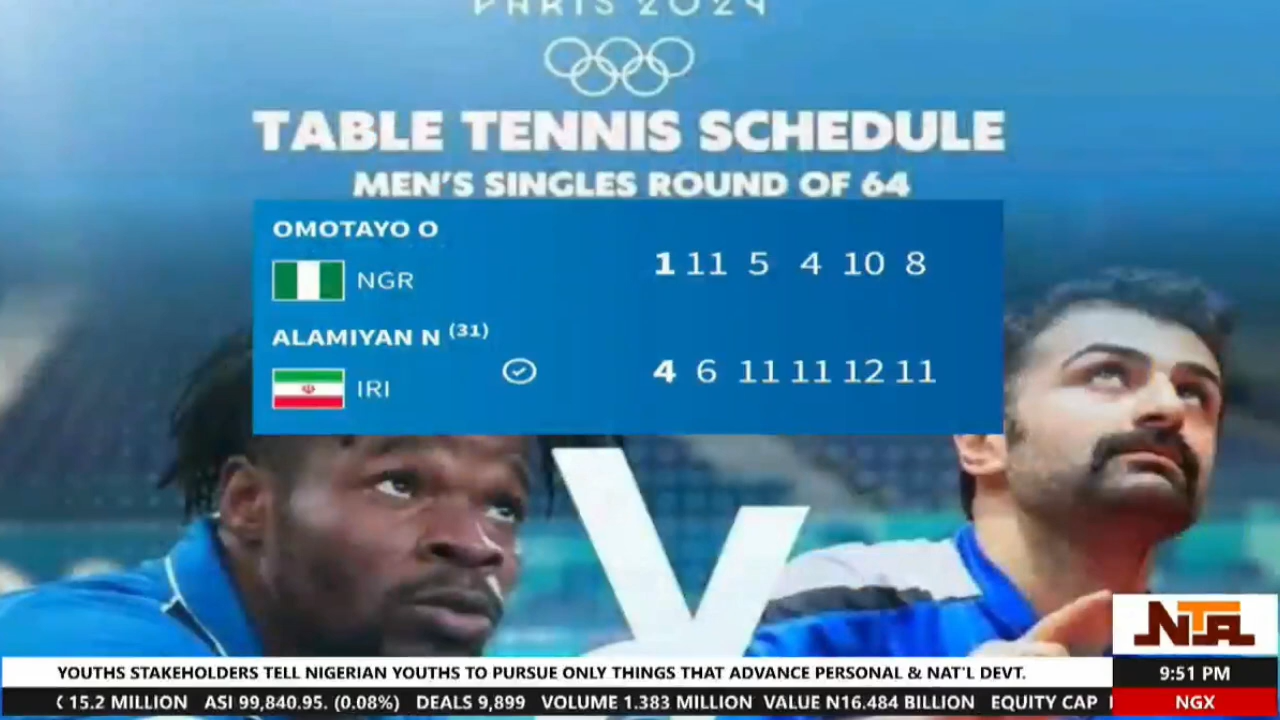 PARIS 2024
TABLE TENNIS SCHEDULE
MEN'S SINGLES ROUND OF 64
OMOTAYO O
NGR
1 11 5 4 10 8
ALAMIYAN N (31)
IRI
4 6 11 11 12 11
V
NTA
YOUTHS STAKEHOLDERS TELL NIGERIAN YOUTHS TO PURSUE ONLY THINGS THAT ADVANCE PERSONAL & NAT'L DEVT.
9:51 PM
15.2 MILLION ASI 99,840.95. (0.08%) DEALS 9,899 VOLUME 1.383 MILLION VALUE N16.484 BILLION EQUITY CAP
NGX